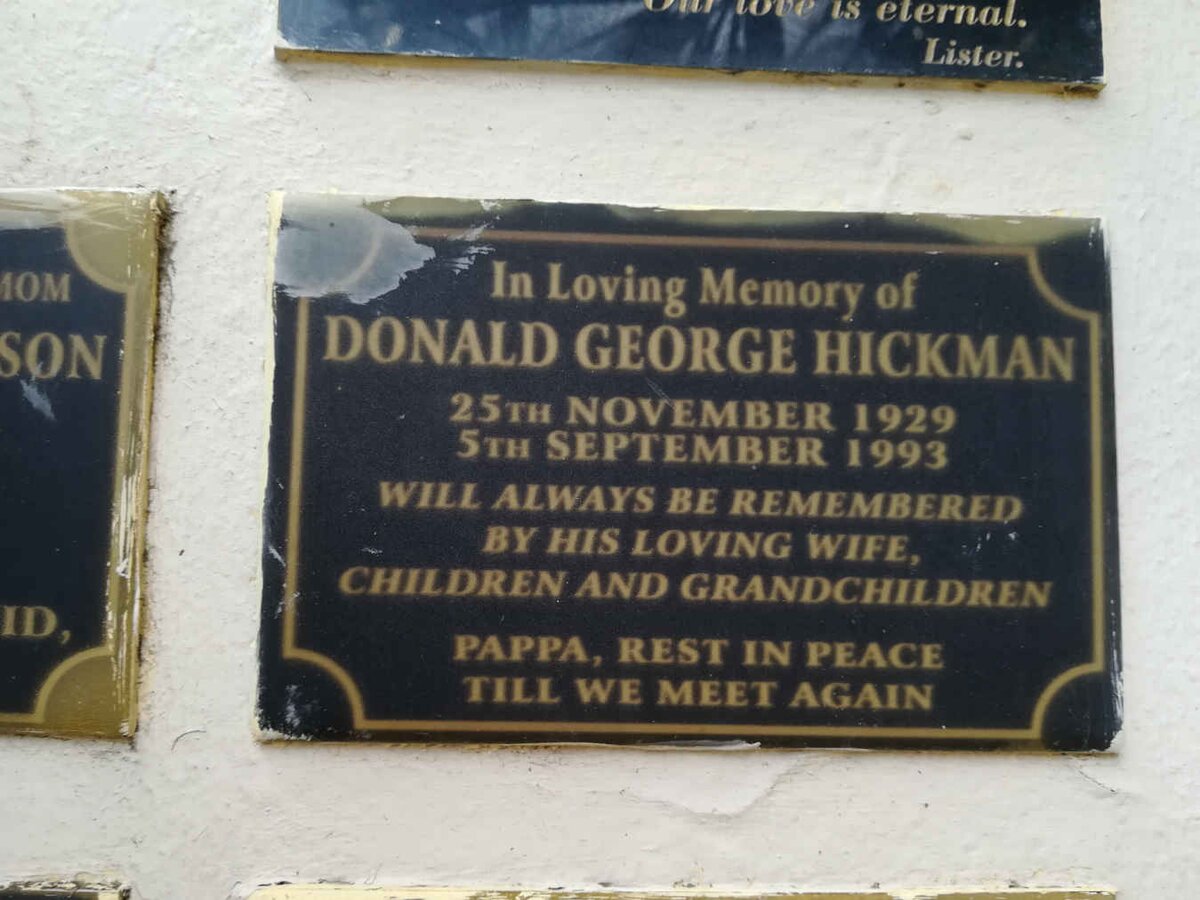 Our love is eternal.
Lister.
MOM
SON
ID,
In Loving Memory of
DONALD GEORGE HICKMAN
25TH NOVEMBER 1929
5TH SEPTEMBER 1993
WILL ALWAYS BE REMEMBERED
BY HIS LOVING WIFE,
CHILDREN AND GRANDCHILDREN
PAPPA, REST IN PEACE
TILL WE MEET AGAIN